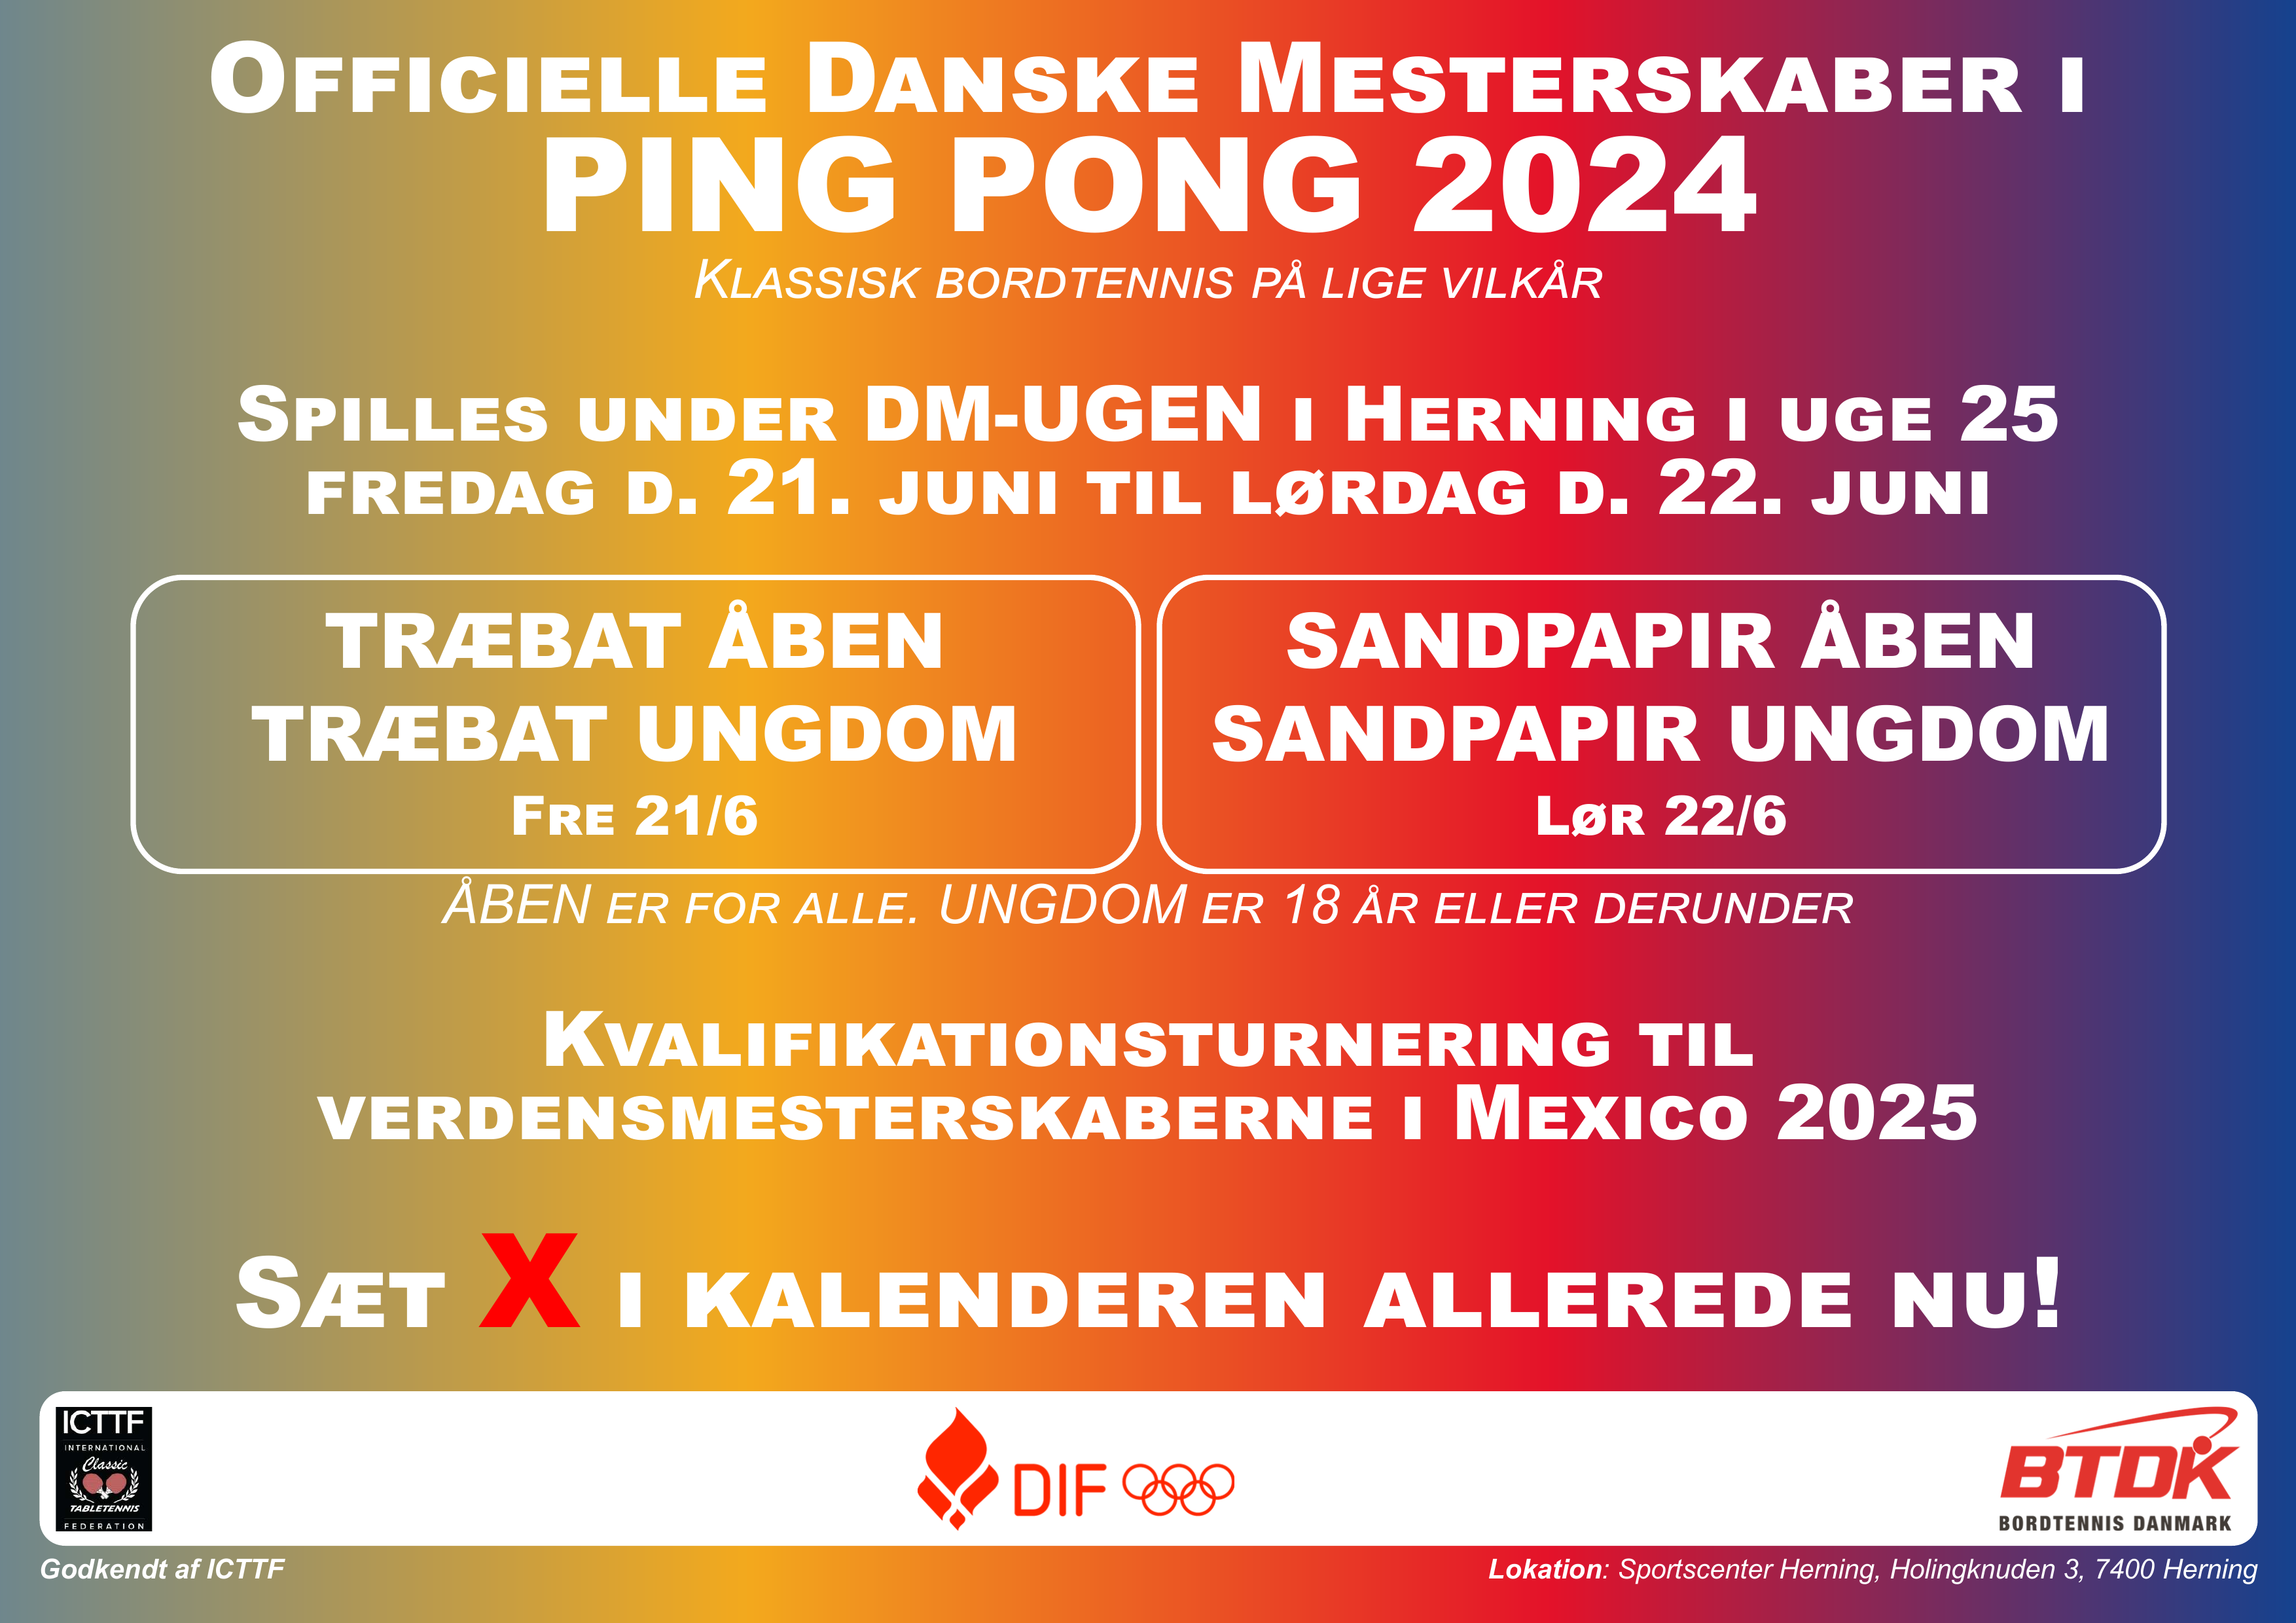 Officielle Danske Mesterskaber i
PING PONG 2024
Klassisk bordtennis på lige vilkår
Spilles under DM-UGEN i Herning i uge 25
fredag d. 21. juni til lørdag d. 22. juni
TRÆBAT ÅBEN
TRÆBAT UNGDOM
Fre 21/6
SANDPAPIR ÅBEN
SANDPAPIR UNGDOM
Lør 22/6
ÅBEN er for alle. UNGDOM er 18 år eller derunder
Kvalifikationsturnering til
verdensmesterskaberne i Mexico 2025
Sæt X i kalenderen allerede nu!
ICTTF
INTERNATIONAL
Classic
TABLETENNIS
FEDERATION
DIF
BTDK
BORDTENNIS DANMARK
Godkendt af ICTTF
Lokation: Sportscenter Herning, Holingknuden 3, 7400 Herning